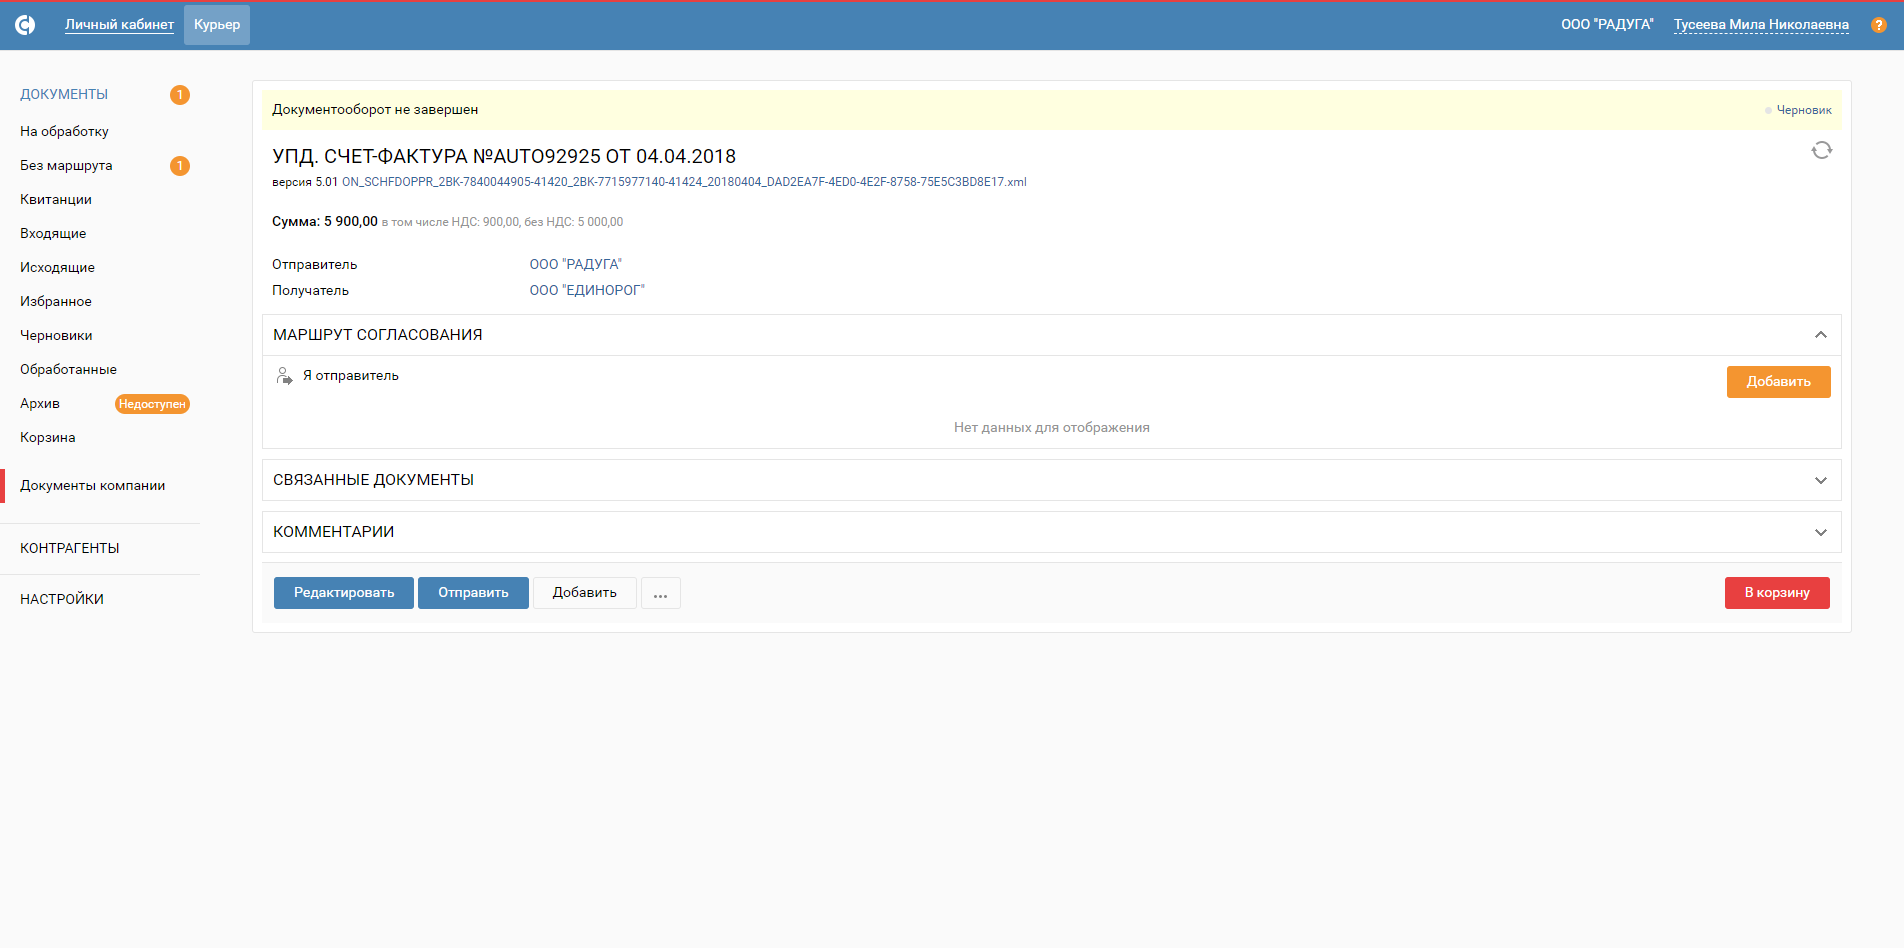 Личный кабинет Курьер ООО "РАДУГА" Тусеева Мила Николаевна ?
ДОКУМЕНТЫ 1
На обработку
Без маршрута 1
Квитанции
Входящие
Исходящие
Избранное
Черновики
Обработанные
Архив Недоступен
Корзина
Документы компании
КОНТРАГЕНТЫ
НАСТРОЙКИ
Документооборот не завершен Черновик
УПД. СЧЕТ-ФАКТУРА №AUTO92925 ОТ 04.04.2018
версия 5.01 ON_SCHFDOPPR_2BK-7840044905-41420_2BK-7715977140-41424_20180404_DAD2EA7F-4ED0-4E2F-8758-75E5C3BD8E17.xml
Сумма: 5 900,00 в том числе НДС: 900,00, без НДС: 5 000,00
Отправитель ООО "РАДУГА"
Получатель ООО "ЕДИНОРОГ"
МАРШРУТ СОГЛАСОВАНИЯ
Я отправитель Добавить
Нет данных для отображения
СВЯЗАННЫЕ ДОКУМЕНТЫ
КОММЕНТАРИИ
Редактировать Отправить Добавить ... В корзину